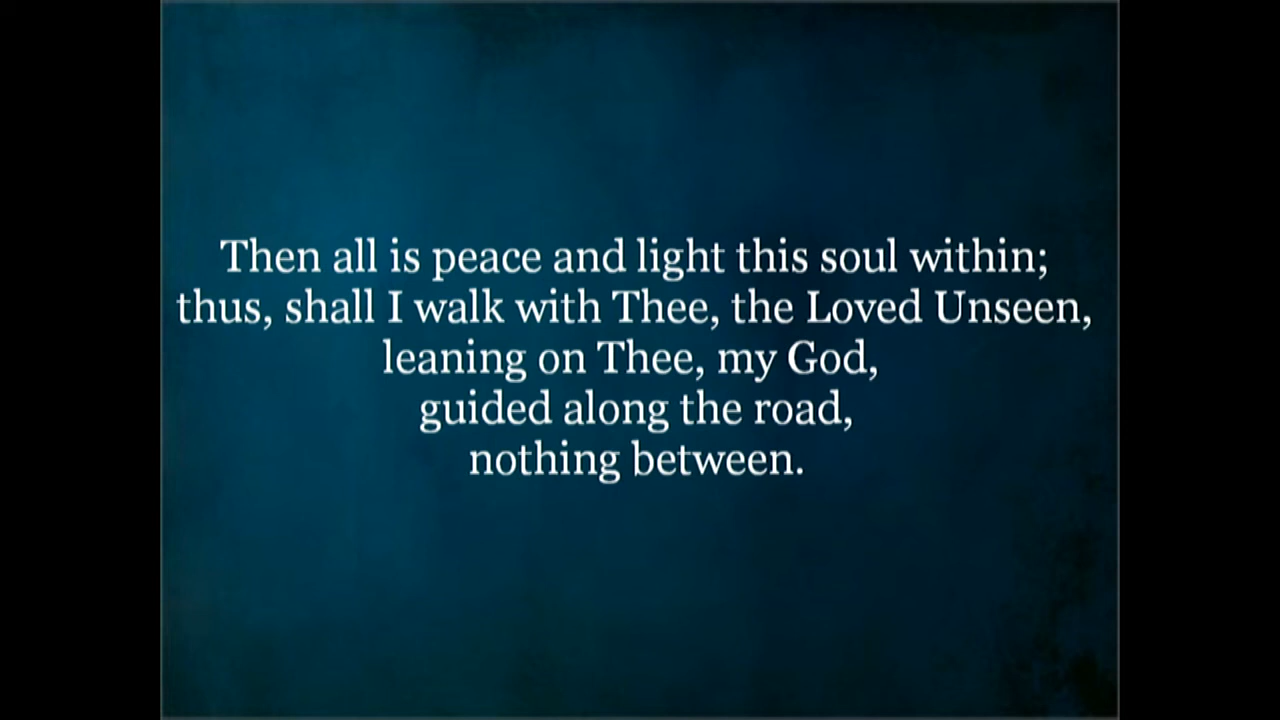 Then all is peace and light this soul within;
thus, shall I walk with Thee, the Loved Unseen,
leaning on Thee, my God,
guided along the road,
nothing between.